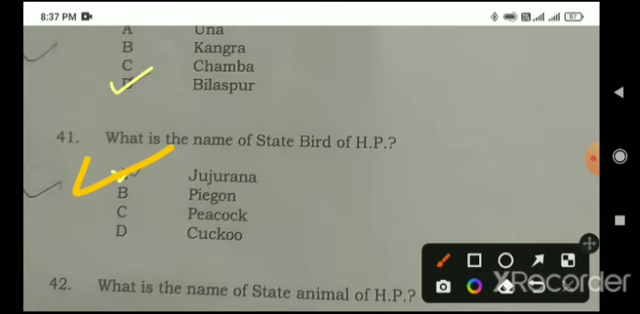 8:37 PM
57
A Una
B Kangra
C Chamba
Bilaspur
41. What is the name of State Bird of H.P.?
Jujurana
B Piegon
C Peacock
D Cuckoo
42. What is the name of State animal of H.P.?
XRecorder